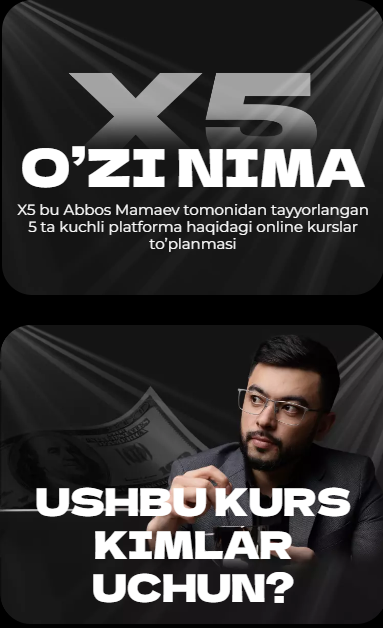 X5
O’ZI NIMA
X5 bu Abbos Mamaev tomonidan tayyorlangan
5 ta kuchli platforma haqidagi online kurslar
to’planmasi
USHBU KURS
KIMLAR
UCHUN?